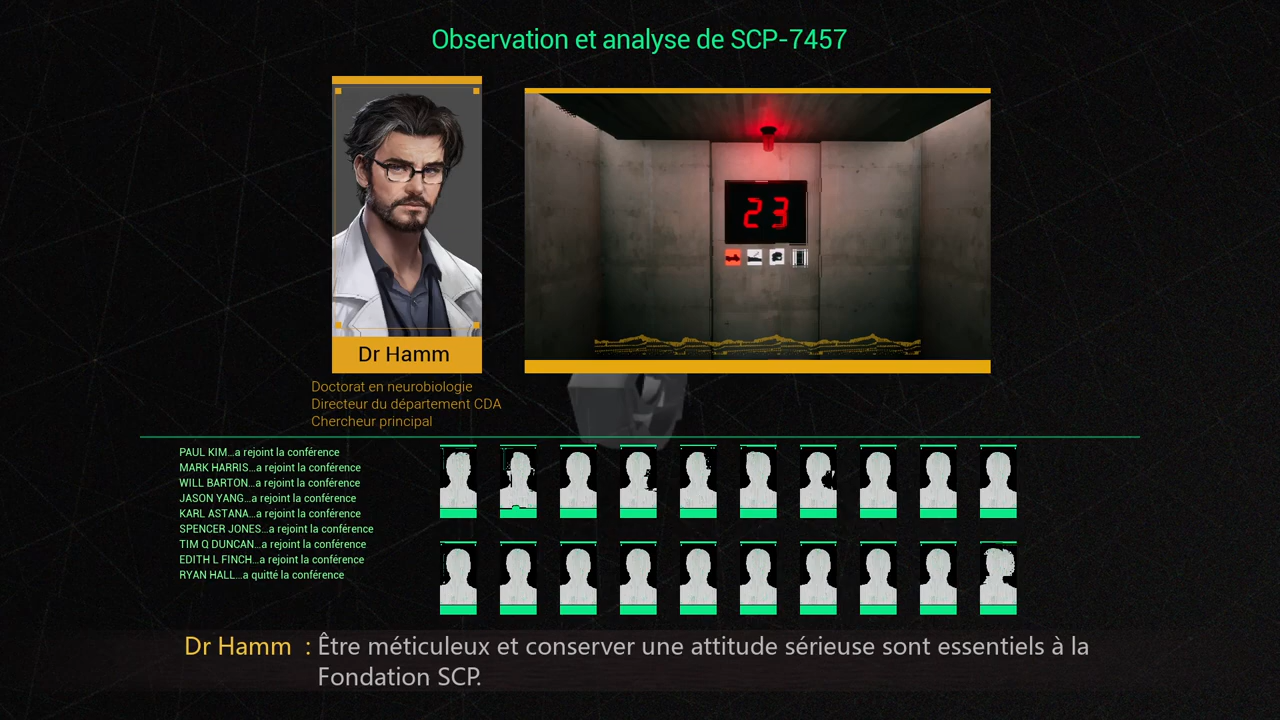 Observation et analyse de SCP-7457
23
Dr Hamm
Doctorat en neurobiologie
Directeur du département CDA
Chercheur principal
PAUL KIM...a rejoint la conférence
MARK HARRIS...a rejoint la conférence
WILL BARTON...a rejoint la conférence
JASON YANG...a rejoint la conférence
KARL ASTANA...a rejoint la conférence
SPENCER JONES...a rejoint la conférence
TIM Q DUNCAN...a rejoint la conférence
EDITH L FINCH...a rejoint la conférence
RYAN HALL...a quitté la conférence
Dr Hamm : Être méticuleux et conserver une attitude sérieuse sont essentiels à la
Fondation SCP.